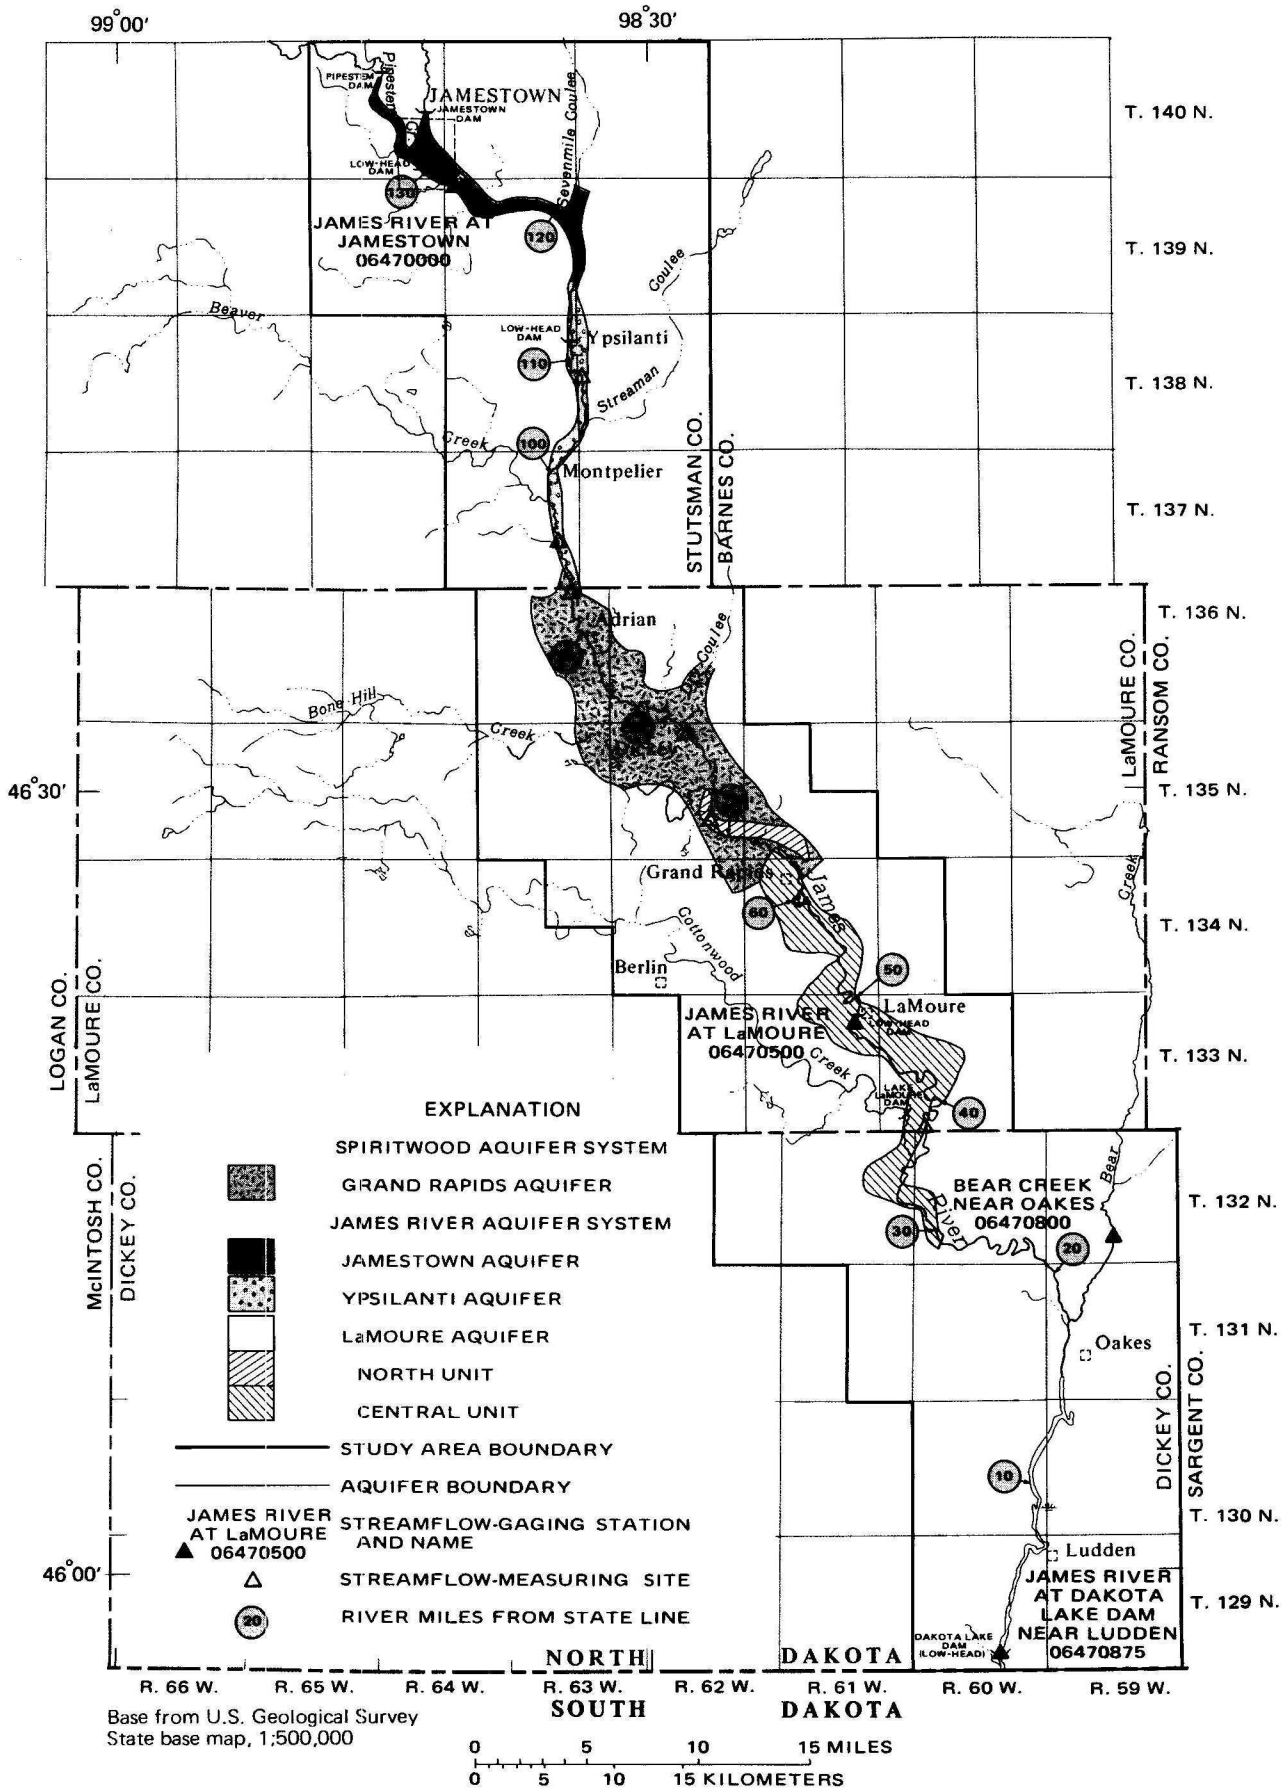 99°00'
98°30'
PIPESTEM
DAM
Pipestem
Cr.
JAMESTOWN
JAMESTOWN
DAM
Sevenmile Coulee
T. 140 N.
LOW-HEAD
DAM
130
JAMES RIVER AT
JAMESTOWN
06470000
120
T. 139 N.
Beaver
Coulee
LOW-HEAD
DAM
Ypsilanti
110
Streaman
T. 138 N.
Creek
100
Montpelier
STUTSMAN CO.
BARNES CO.
T. 137 N.
Adrian
Dry Coulee
T. 136 N.
LaMOURE CO.
RANSOM CO.
Bone Hill
Creek
Dickey
46°30'
T. 135 N.
Grand Rapids
James
Creek
60
Cottonwood
T. 134 N.
Berlin
50
LOGAN CO.
LaMOURE CO.
JAMES RIVER
AT LaMOURE
06470500
LaMoure
LOW-HEAD
DAM
T. 133 N.
Creek
LAKE
LaMOURE
DAM
40
EXPLANATION
SPIRITWOOD AQUIFER SYSTEM
GRAND RAPIDS AQUIFER
JAMES RIVER AQUIFER SYSTEM
JAMESTOWN AQUIFER
YPSILANTI AQUIFER
LaMOURE AQUIFER
NORTH UNIT
CENTRAL UNIT
STUDY AREA BOUNDARY
AQUIFER BOUNDARY
JAMES RIVER
AT LaMOURE
06470500
STREAMFLOW-GAGING STATION
AND NAME
STREAMFLOW-MEASURING SITE
20
RIVER MILES FROM STATE LINE
McINTOSH CO.
DICKEY CO.
BEAR CREEK
NEAR OAKES
06470800
Bear
T. 132 N.
River
30
20
T. 131 N.
Oakes
DICKEY CO.
SARGENT CO.
10
T. 130 N.
Ludden
46°00'
JAMES RIVER
AT DAKOTA
LAKE DAM
NEAR LUDDEN
06470875
T. 129 N.
DAKOTA LAKE
DAM
(LOW-HEAD)
NORTH DAKOTA
R. 66 W. R. 65 W. R. 64 W. R. 63 W. R. 62 W. R. 61 W. R. 60 W. R. 59 W.
SOUTH DAKOTA
Base from U.S. Geological Survey
State base map, 1:500,000
0 5 10 15 MILES
0 5 10 15 KILOMETERS